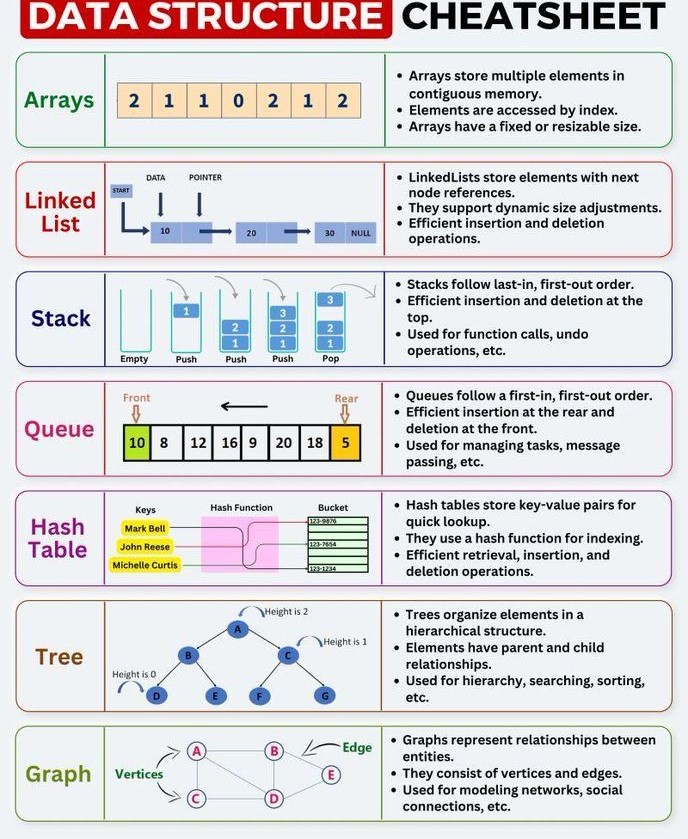 DATA STRUCTURE CHEATSHEET
Arrays
2 1 1 0 2 1 2
• Arrays store multiple elements in
contiguous memory.
• Elements are accessed by index.
• Arrays have a fixed or resizable size.
Linked
List
DATA POINTER
START
10 20 30 NULL
• LinkedLists store elements with next
node references.
• They support dynamic size adjustments.
• Efficient insertion and deletion
operations.
Stack
1
2 1
3 2 1
3 2 1
Empty Push Push Push Pop
• Stacks follow last-in, first-out order.
• Efficient insertion and deletion at the
top.
• Used for function calls, undo
operations, etc.
Queue
Front Rear
10 8 12 16 9 20 18 5
• Queues follow a first-in, first-out order.
• Efficient insertion at the rear and
deletion at the front.
• Used for managing tasks, message
passing, etc.
Hash
Table
Keys Hash Function Bucket
Mark Bell
John Reese
Michelle Curtis
123-9876
123-7654
123-1234
• Hash tables store key-value pairs for
quick lookup.
• They use a hash function for indexing.
• Efficient retrieval, insertion, and
deletion operations.
Tree
Height is 2
A
Height is 1
B C
Height is 0
D E F G
• Trees organize elements in a
hierarchical structure.
• Elements have parent and child
relationships.
• Used for hierarchy, searching, sorting,
etc.
Graph
A B Edge
Vertices E
C D
• Graphs represent relationships between
entities.
• They consist of vertices and edges.
• Used for modeling networks, social
connections, etc.